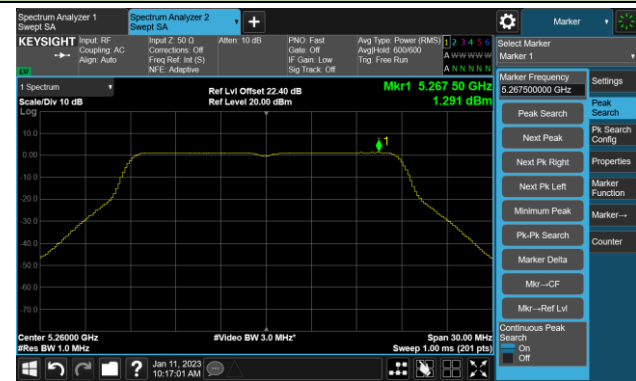 Spectrum Analyzer 1
Swept SA
Spectrum Analyzer 2
Swept SA
+
Marker
KEYSIGHT
Input: RF
Coupling: AC
Align: Auto
Input Z: 50 Ω
Corrections: Off
Freq Ref: Int (S)
NFE: Adaptive
Atten: 10 dB
PNO: Fast
Gate: Off
IF Gain: Low
Sig Track: Off
Avg Type: Power (RMS)
Avg|Hold: 600/600
Trig: Free Run
1 2 3 4 5 6
A W W W W W
A N N N N N
Select Marker
Marker 1
1 Spectrum
Scale/Div 10 dB
Log
Ref Lvl Offset 22.40 dB
Ref Level 20.00 dBm
Mkr1 5.267 50 GHz
1.291 dBm
10.0
0.00
-10.0
-20.0
-30.0
-40.0
-50.0
-60.0
-70.0
1
Center 5.26000 GHz
#Res BW 1.0 MHz
#Video BW 3.0 MHz*
Span 30.00 MHz
Sweep 1.00 ms (201 pts)
Marker Frequency
5.267500000 GHz
Peak Search
Next Peak
Next Pk Right
Next Pk Left
Minimum Peak
Pk-Pk Search
Marker Delta
Mkr→CF
Mkr→Ref Lvl
Continuous Peak
Search
On
Off
Settings
Peak
Search
Pk Search
Config
Properties
Marker
Function
Marker→
Counter
?
Jan 11, 2023
10:17:01 AM